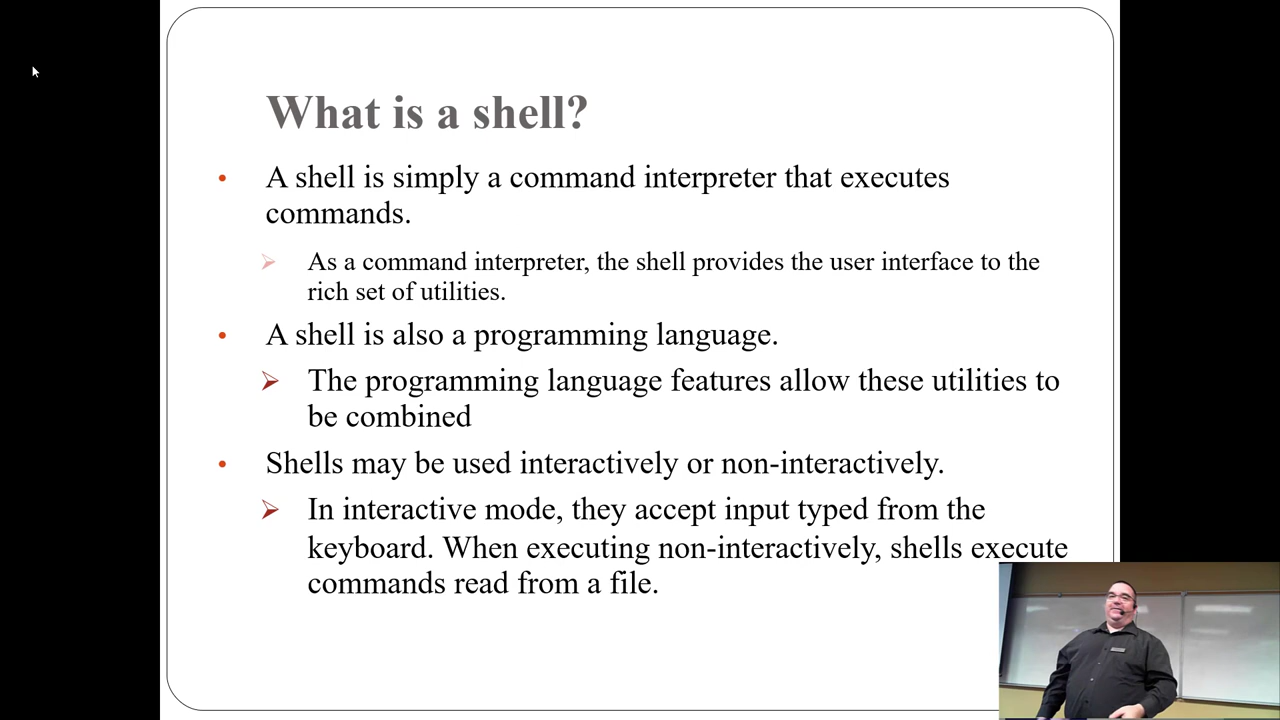 What is a shell?
• A shell is simply a command interpreter that executes
commands.
➢ As a command interpreter, the shell provides the user interface to the
rich set of utilities.
• A shell is also a programming language.
➢ The programming language features allow these utilities to
be combined
• Shells may be used interactively or non-interactively.
➢ In interactive mode, they accept input typed from the
keyboard. When executing non-interactively, shells execute
commands read from a file.